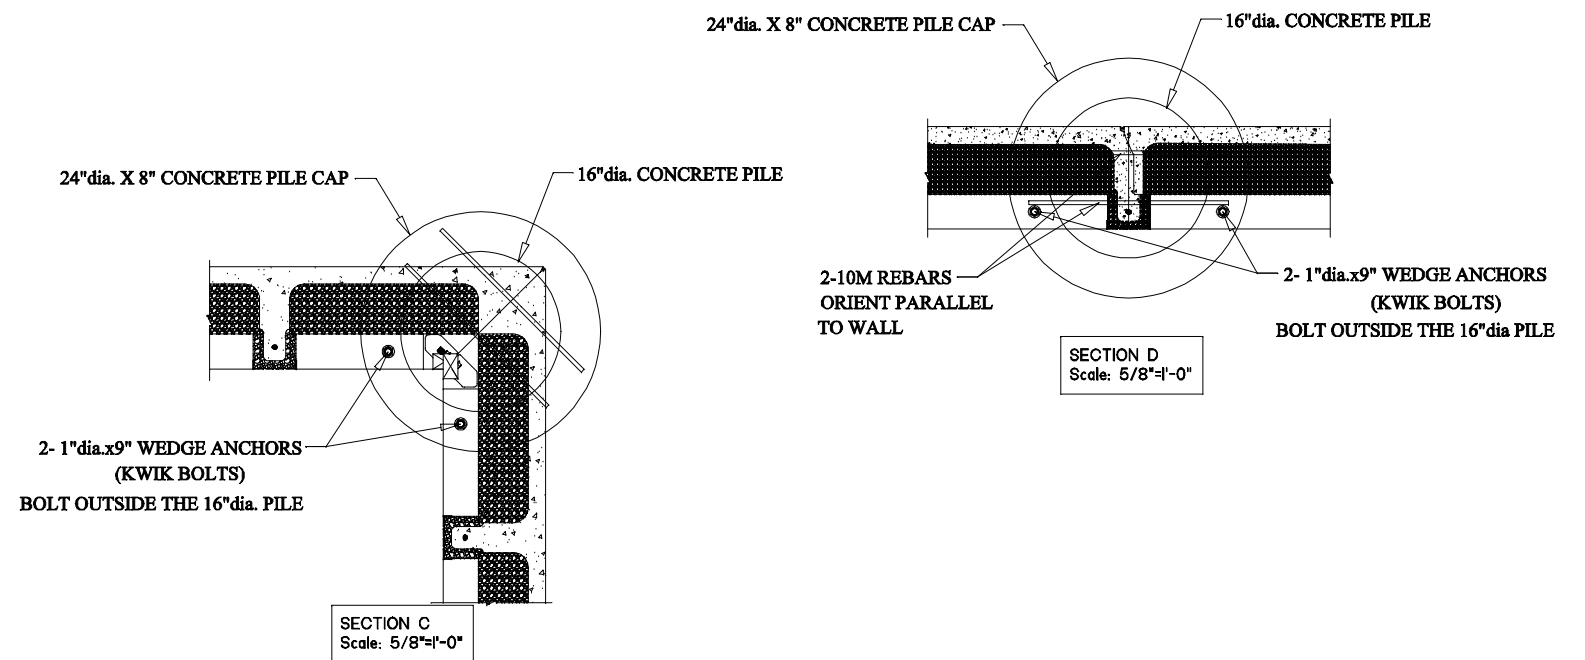 24"dia. X 8" CONCRETE PILE CAP
16"dia. CONCRETE PILE
2- 1"dia.x9" WEDGE ANCHORS
(KWIK BOLTS)
BOLT OUTSIDE THE 16"dia. PILE
SECTION C
Scale: 5/8"=1'-0"
24"dia. X 8" CONCRETE PILE CAP
16"dia. CONCRETE PILE
2-10M REBARS
ORIENT PARALLEL
TO WALL
2- 1"dia.x9" WEDGE ANCHORS
(KWIK BOLTS)
BOLT OUTSIDE THE 16"dia PILE
SECTION D
Scale: 5/8"=1'-0"